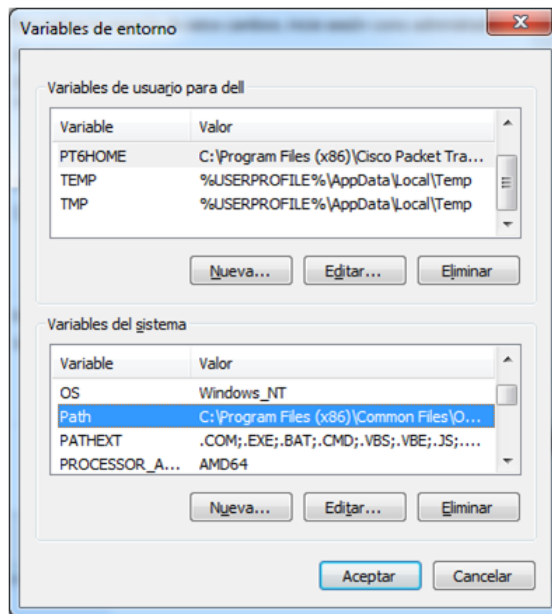 Variables de entorno
Variables de usuario para dell
Variable Valor
PT6HOME C:\Program Files (x86)\Cisco Packet Tra...
TEMP %USERPROFILE%\AppData\Local\Temp
TMP %USERPROFILE%\AppData\Local\Temp
Nueva... Editar... Eliminar
Variables del sistema
Variable Valor
OS Windows_NT
Path C:\Program Files (x86)\Common Files\O...
PATHEXT .COM;.EXE;.BAT;.CMD;.VBS;.VBE;.JS;....
PROCESSOR_A... AMD64
Nueva... Editar... Eliminar
Aceptar Cancelar